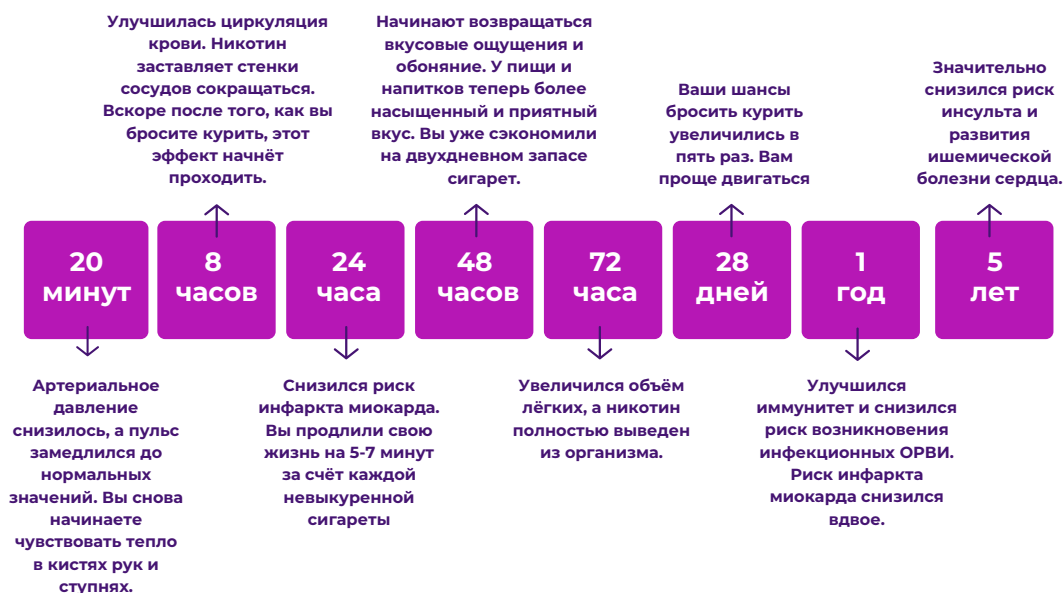 Улучшилась циркуляция
крови. Никотин
заставляет стенки
сосудов сокращаться.
Вскоре после того, как вы
бросите курить, этот
эффект начнёт
проходить.
Начинают возвращаться
вкусовые ощущения и
обоняние. У пищи и
напитков теперь более
насыщенный и приятный
вкус. Вы уже сэкономили
на двухдневном запасе
сигарет.
Ваши шансы
бросить курить
увеличились в
пять раз. Вам
проще двигаться
Значительно
снизился риск
инсульта и
развития
ишемической
болезни сердца.
20
минут
8
часов
24
часа
48
часов
72
часа
28
дней
1
год
5
лет
Артериальное
давление
снизилось, а пульс
замедлился до
нормальных
значений. Вы снова
начинаете
чувствовать тепло
в кистях рук и
ступнях.
Снизился риск
инфаркта миокарда.
Вы продлили свою
жизнь на 5-7 минут
за счёт каждой
невыкуренной
сигареты
Увеличился объём
лёгких, а никотин
полностью выведен
из организма.
Улучшился
иммунитет и снизился
риск возникновения
инфекционных ОРВИ.
Риск инфаркта
миокарда снизился
вдвое.